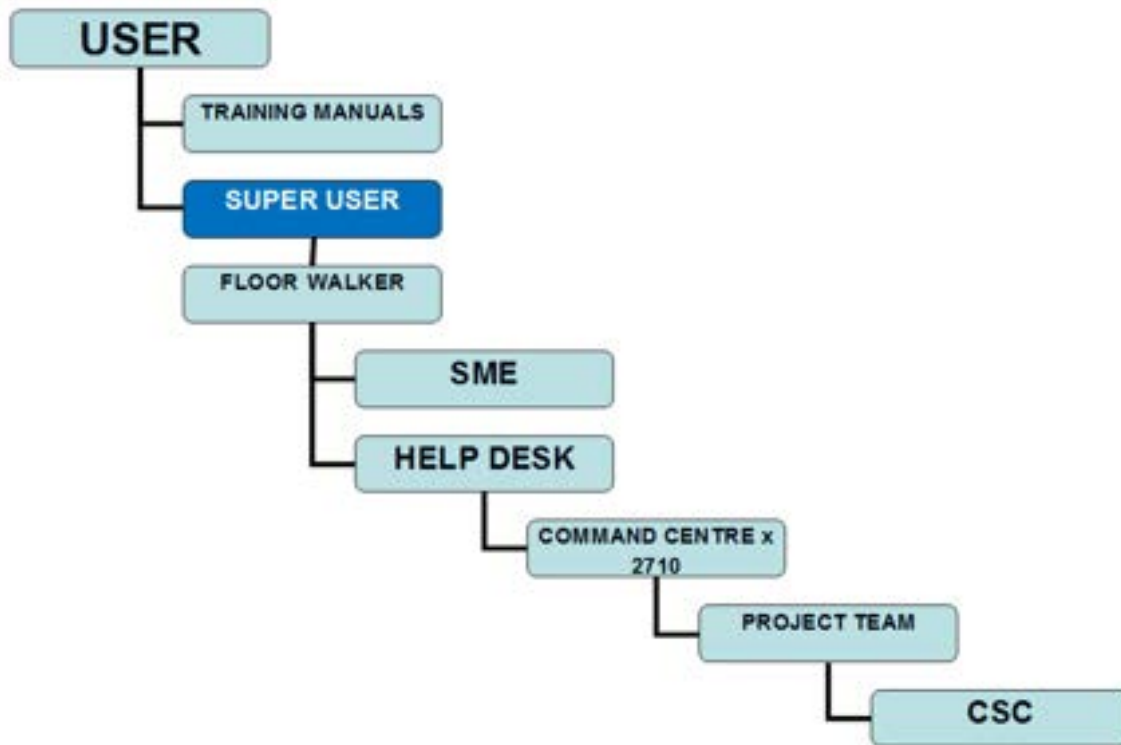 USER
TRAINING MANUALS
SUPER USER
FLOOR WALKER
SME
HELP DESK
COMMAND CENTRE x
2710
PROJECT TEAM
CSC